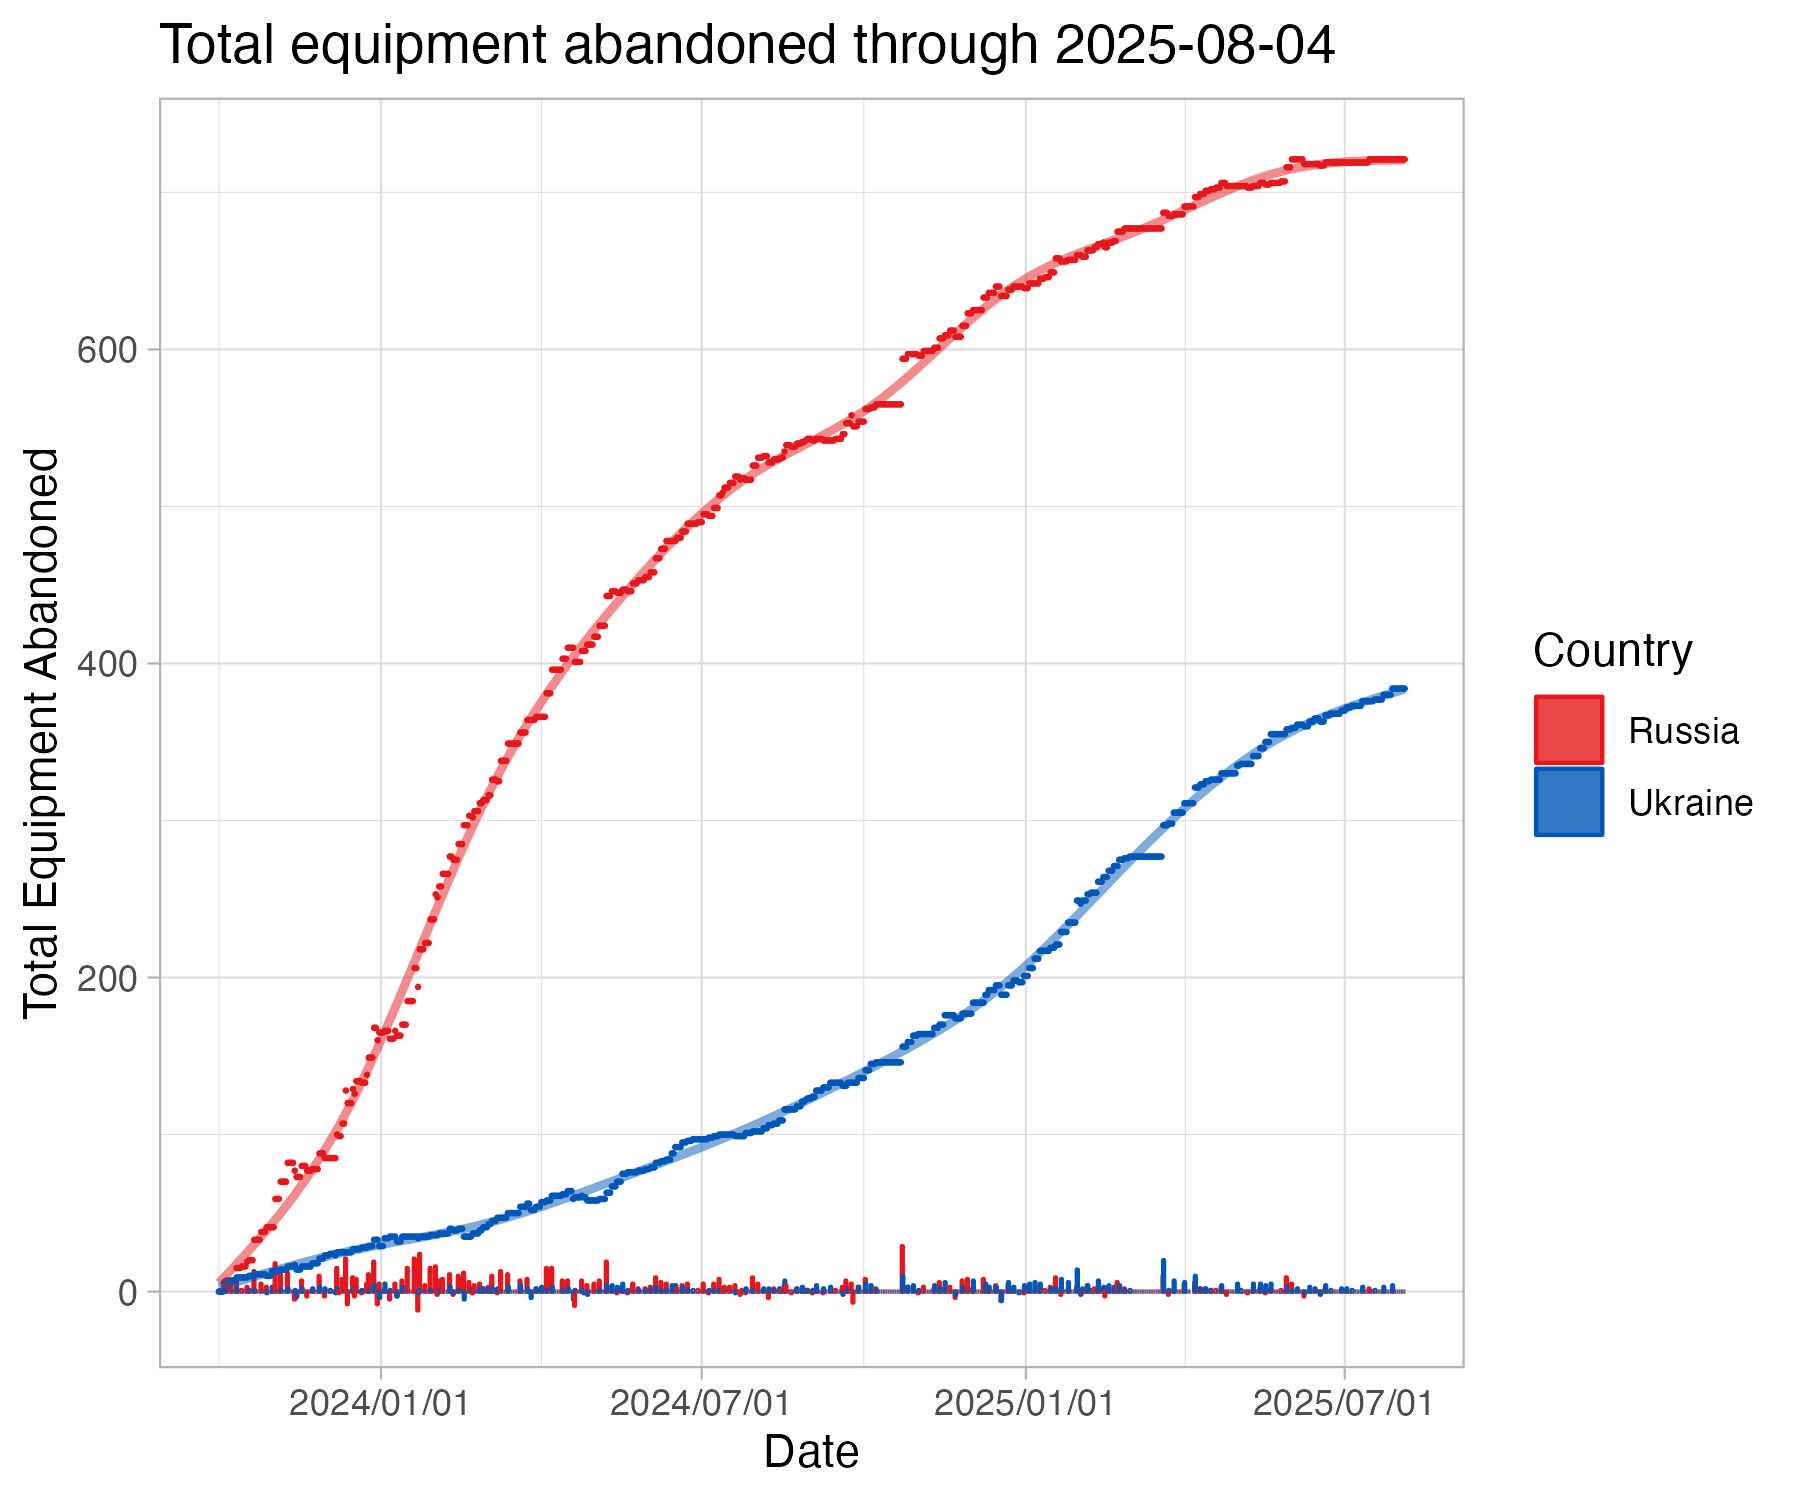 Total equipment abandoned through 2025-08-04
Total Equipment Abandoned
600
400
200
0
2024/01/01
2024/07/01
2025/01/01
2025/07/01
Date
Country
Russia
Ukraine